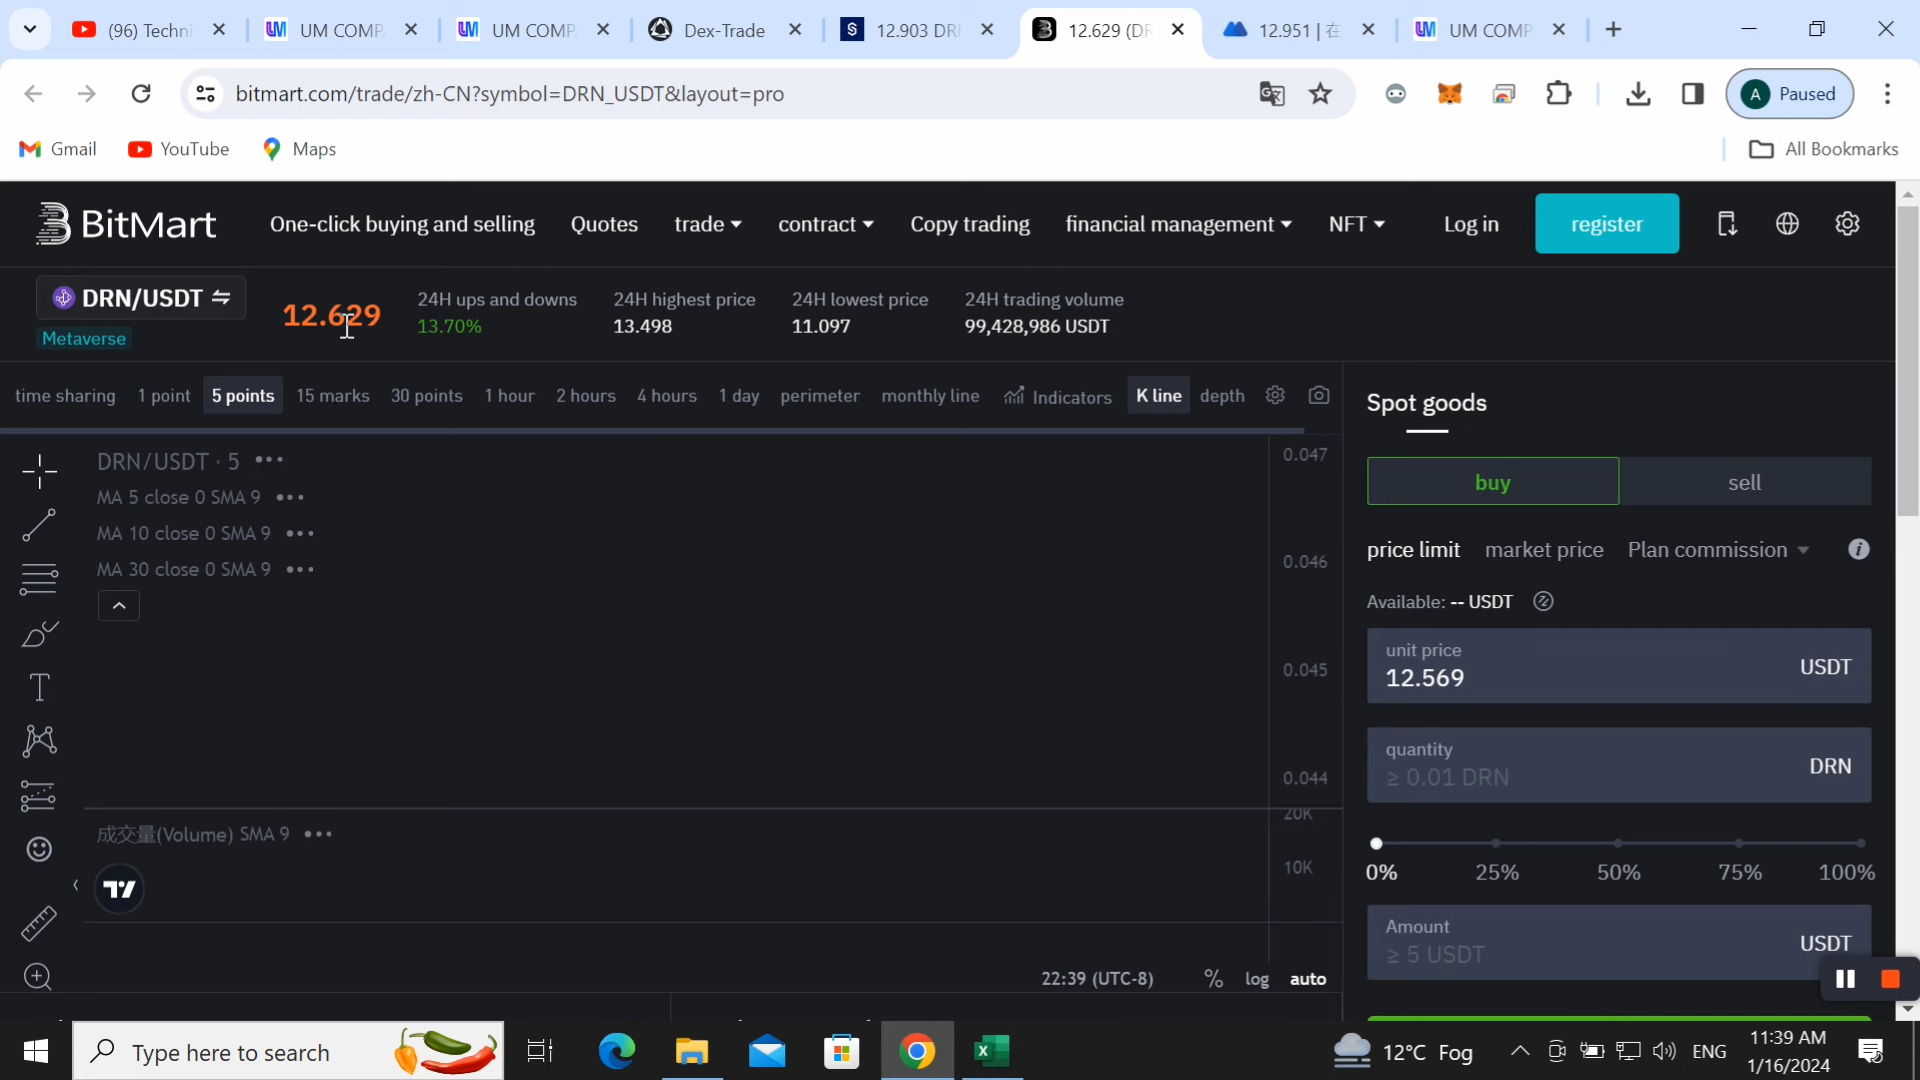 (96) Techni
UM COMP
UM COMP
Dex-Trade
12.903 DR
12.629 (DR
12.951 | 在
UM COMP
bitmart.com/trade/zh-CN?symbol=DRN_USDT&layout=pro
A Paused
Gmail
YouTube
Maps
All Bookmarks
BitMart
One-click buying and selling
Quotes
trade
contract
Copy trading
financial management
NFT
Log in
register
DRN/USDT
Metaverse
12.629
24H ups and downs
13.70%
24H highest price
13.498
24H lowest price
11.097
24H trading volume
99,428,986 USDT
time sharing
1 point
5 points
15 marks
30 points
1 hour
2 hours
4 hours
1 day
perimeter
monthly line
Indicators
K line
depth
DRN/USDT · 5
MA 5 close 0 SMA 9
MA 10 close 0 SMA 9
MA 30 close 0 SMA 9
0.047
0.046
0.045
0.044
20K
10K
成交量(Volume) SMA 9
22:39 (UTC-8)
%
log
auto
Spot goods
buy
sell
price limit
market price
Plan commission
Available: -- USDT
unit price
12.569
USDT
quantity
≥ 0.01 DRN
DRN
0%
25%
50%
75%
100%
Amount
≥ 5 USDT
USDT
Type here to search
12°C Fog
ENG
11:39 AM
1/16/2024